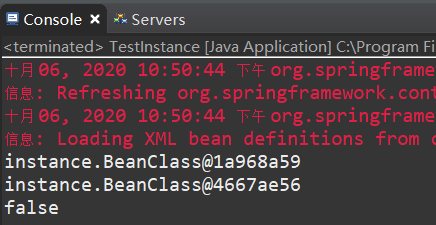 Console Servers
<terminated> TestInstance [Java Application] C:\Program Fi
十月 06, 2020 10:50:44 下午 org.springframe
信息: Refreshing org.springframework.cont
十月 06, 2020 10:50:44 下午 org.springframe
信息: Loading XML bean definitions from c
instance.BeanClass@1a968a59
instance.BeanClass@4667ae56
false